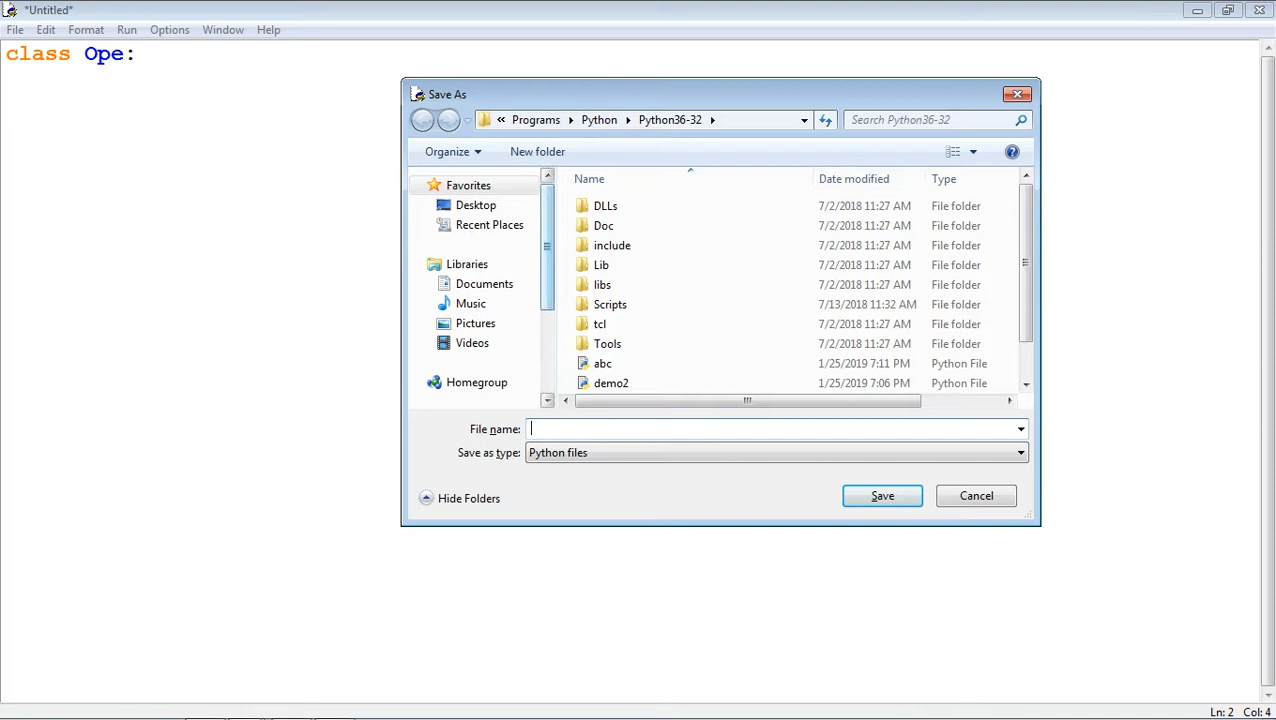 *Untitled*
File Edit Format Run Options Window Help
class Ope:
Save As
« Programs Python Python36-32
Search Python36-32
Organize New folder
Name Date modified Type
Favorites
Desktop
Recent Places
Libraries
Documents
Music
Pictures
Videos
Homegroup
DLLs 7/2/2018 11:27 AM File folder
Doc 7/2/2018 11:27 AM File folder
include 7/2/2018 11:27 AM File folder
Lib 7/2/2018 11:27 AM File folder
libs 7/2/2018 11:27 AM File folder
Scripts 7/13/2018 11:32 AM File folder
tcl 7/2/2018 11:27 AM File folder
Tools 7/2/2018 11:27 AM File folder
abc 1/25/2019 7:11 PM Python File
demo2 1/25/2019 7:06 PM Python File
File name:
Save as type: Python files
Hide Folders
Save Cancel
Ln: 2 Col: 4